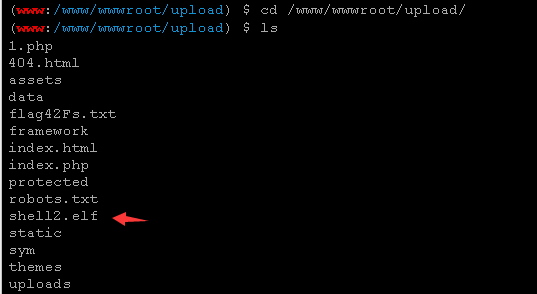 (www:/www/wwwroot/upload) $ cd /www/wwwroot/upload/
(www:/www/wwwroot/upload) $ ls
1.php
404.html
assets
data
flag42Fs.txt
framework
index.html
index.php
protected
robots.txt
shell2.elf
static
sym
themes
uploads